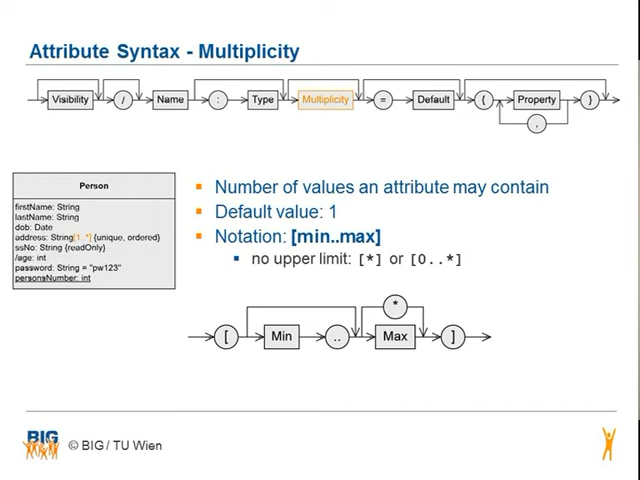 Attribute Syntax - Multiplicity
Visibility / Name : Type Multiplicity = Default { Property }
,
Person
firstName: String
lastName: String
dob: Date
address: String[1..*] {unique, ordered}
ssNo: String {readOnly}
/age: int
password: String = "pw123"
personsNumber: int
Number of values an attribute may contain
Default value: 1
Notation: [min..max]
no upper limit: [*] or [0..*]
*
[ Min .. Max ]
BIG
© BIG / TU Wien